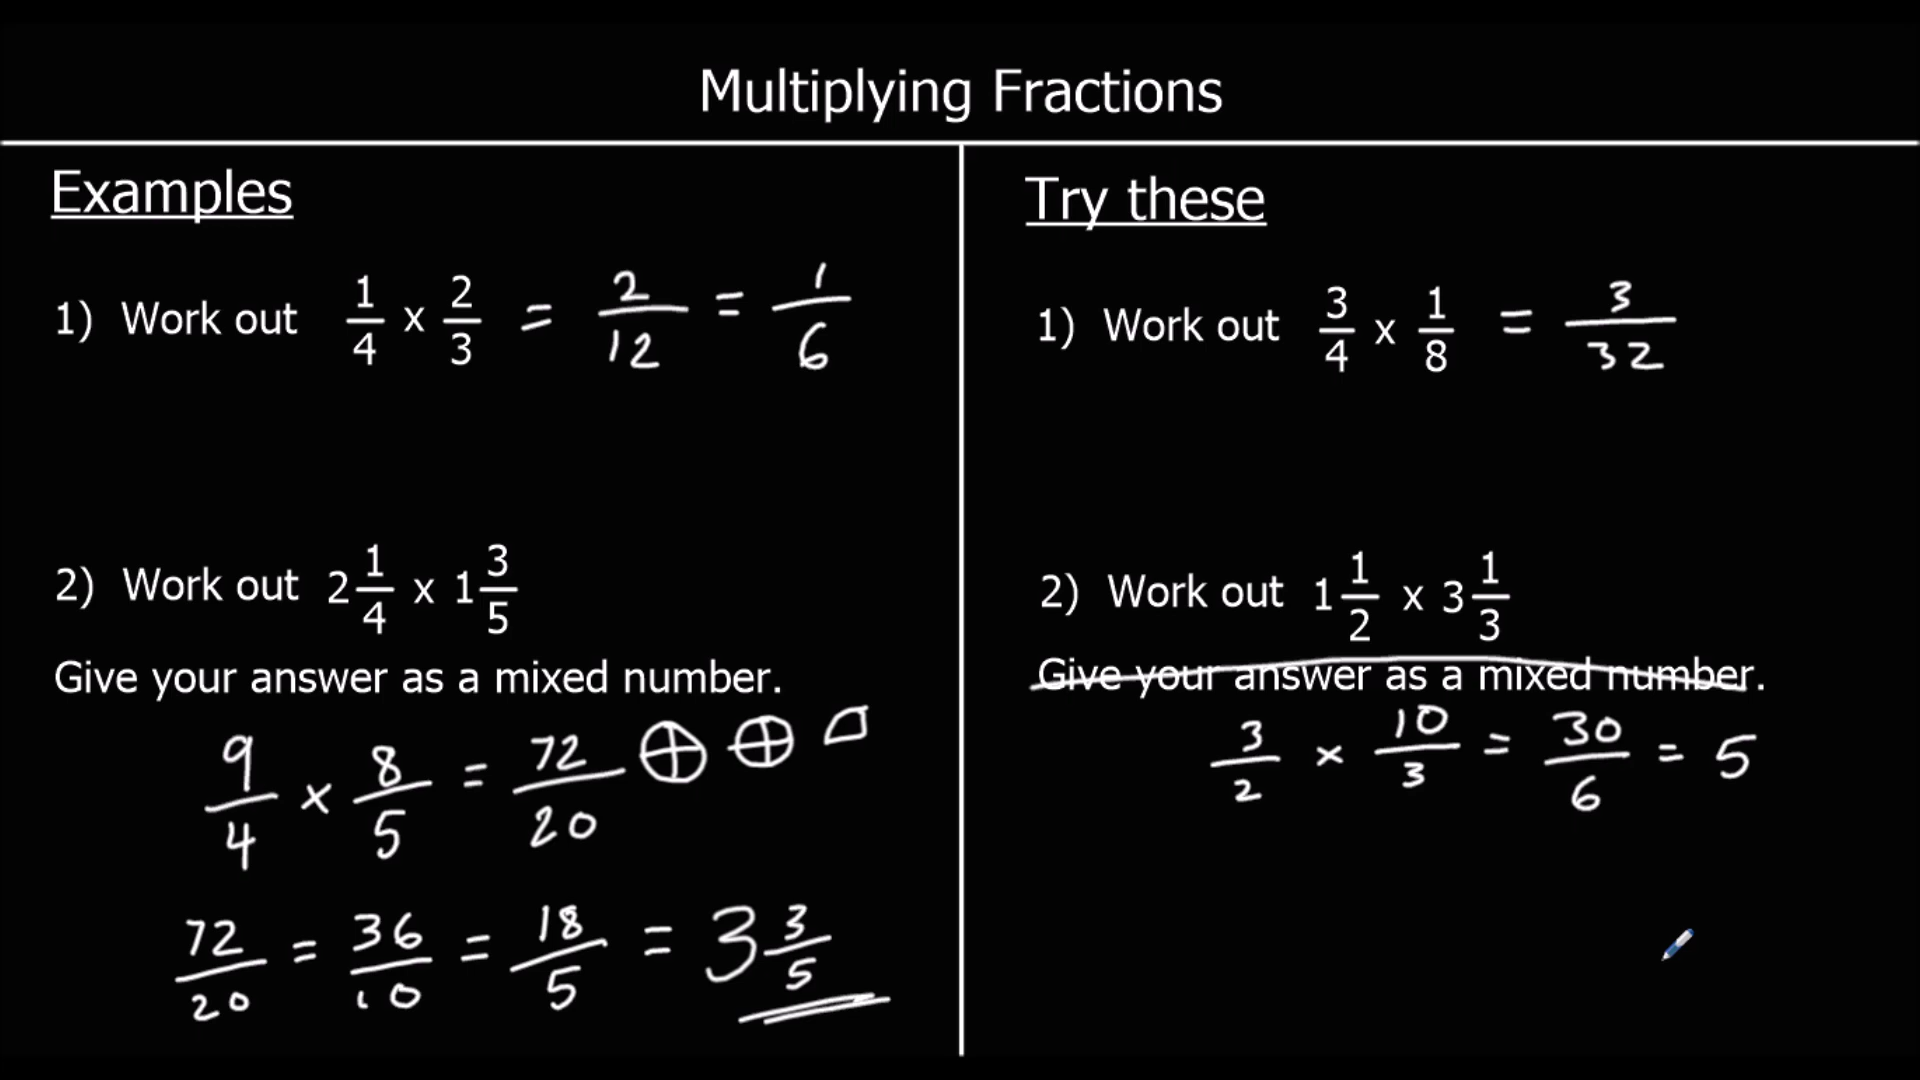 Multiplying Fractions
Examples
1) Work out 1/4 x 2/3 = 2/12 = 1/6
2) Work out 2 1/4 x 1 3/5
Give your answer as a mixed number.
9/4 x 8/5 = 72/20
72/20 = 36/10 = 18/5 = 3 3/5
Try these
1) Work out 3/4 x 1/8 = 3/32
2) Work out 1 1/2 x 3 1/3
Give your answer as a mixed number.
3/2 x 10/3 = 30/6 = 5